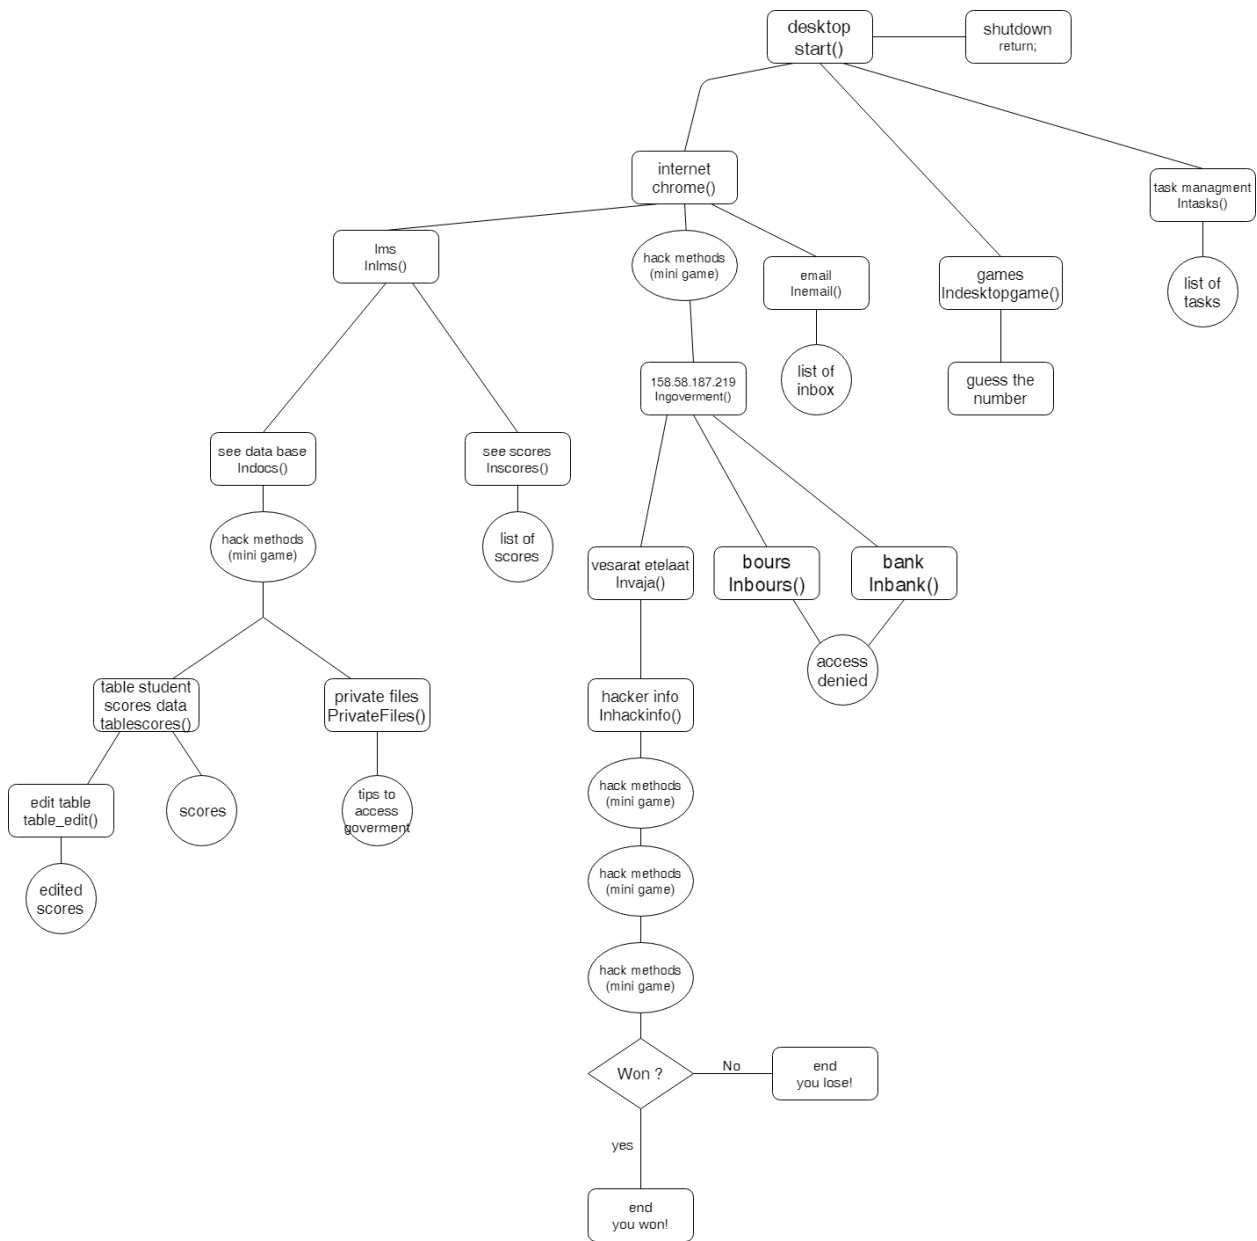 desktop
start()
shutdown
return;
internet
chrome()
task managment
Intasks()
lms
Inlms()
hack methods
(mini game)
email
Inemail()
games
Indesktopgame()
list of
tasks
list of
inbox
158.58.187.219
Ingoverment()
guess the
number
see data base
Indocs()
see scores
Inscores()
hack methods
(mini game)
list of
scores
vesarat etelaat
Invaja()
bours
Inbours()
bank
Inbank()
access
denied
table student
scores data
tablescores()
private files
PrivateFiles()
hacker info
Inhackinfo()
edit table
table_edit()
scores
tips to
access
goverment
hack methods
(mini game)
edited
scores
hack methods
(mini game)
hack methods
(mini game)
Won ?
No
end
you lose!
yes
end
you won!